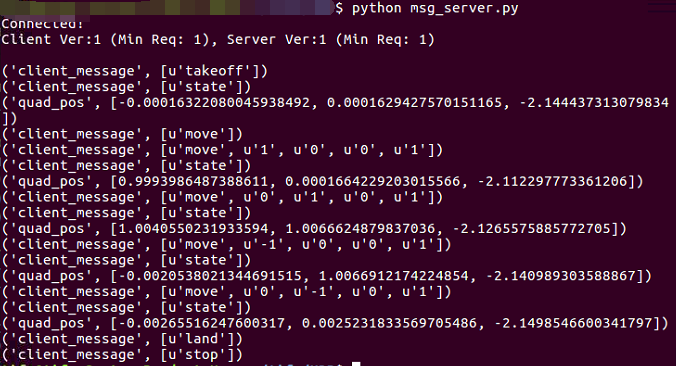 $ python msg_server.py
Connected!
Client Ver:1 (Min Req: 1), Server Ver:1 (Min Req: 1)
('client_message', [u'takeoff'])
('client_message', [u'state'])
('quad_pos', [-0.00016322080045938492, 0.0001629427570151165, -2.144437313079834
])
('client_message', [u'move'])
('client_message', [u'move', u'1', u'0', u'0', u'1'])
('client_message', [u'state'])
('quad_pos', [0.9993986487388611, 0.0001664229203015566, -2.112297773361206])
('client_message', [u'move', u'0', u'1', u'0', u'1'])
('client_message', [u'state'])
('quad_pos', [1.0040550231933594, 1.0066624879837036, -2.1265575885772705])
('client_message', [u'move', u'-1', u'0', u'0', u'1'])
('client_message', [u'state'])
('quad_pos', [-0.0020538021344691515, 1.0066912174224854, -2.140989303588867])
('client_message', [u'move', u'0', u'-1', u'0', u'1'])
('client_message', [u'state'])
('quad_pos', [-0.00265516247600317, 0.0025231833569705486, -2.1498546600341797])
('client_message', [u'land'])
('client_message', [u'stop'])